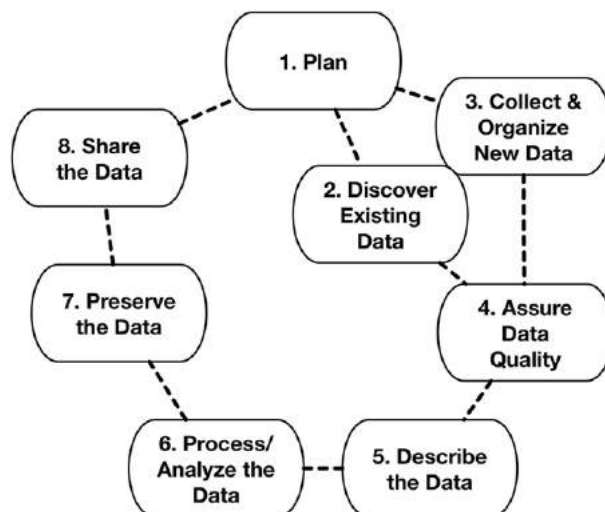 1. Plan
2. Discover
Existing
Data
3. Collect &
Organize
New Data
4. Assure
Data
Quality
5. Describe
the Data
6. Process/
Analyze the
Data
7. Preserve
the Data
8. Share
the Data